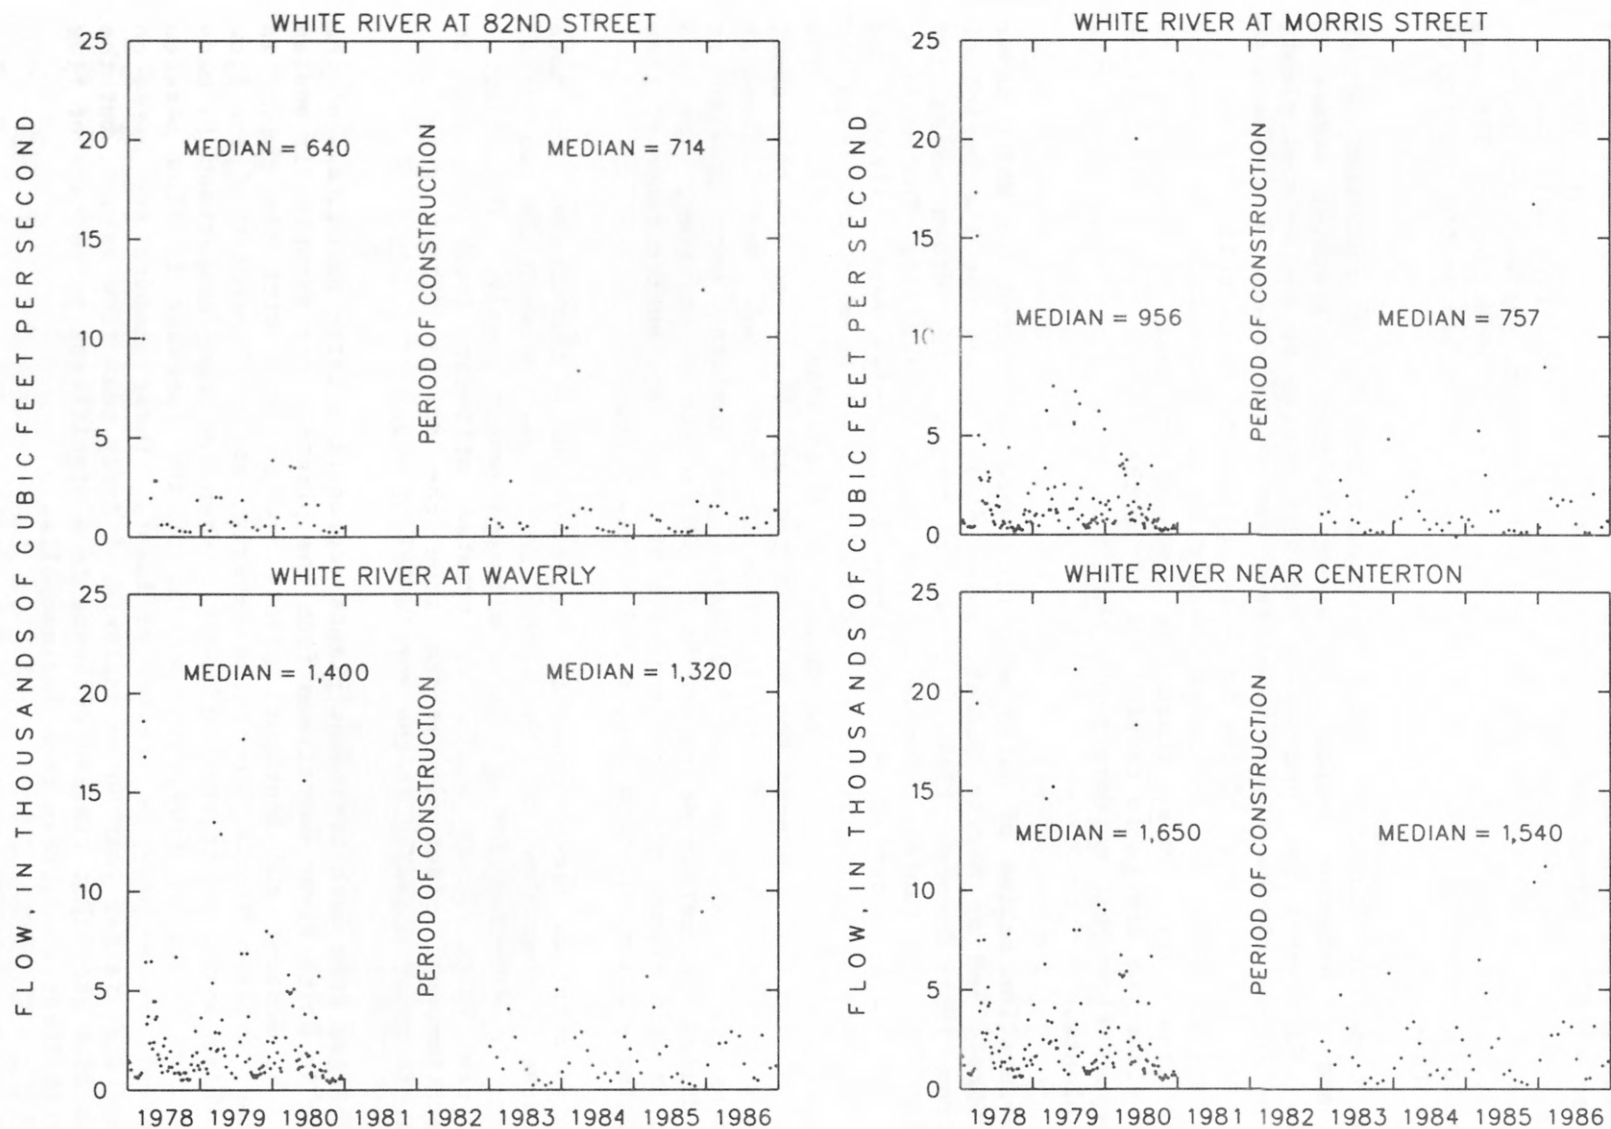 WHITE RIVER AT 82ND STREET
WHITE RIVER AT MORRIS STREET
FLOW, IN THOUSANDS OF CUBIC FEET PER SECOND
25
20
15
10
5
0
MEDIAN = 640
PERIOD OF CONSTRUCTION
MEDIAN = 714
FLOW, IN THOUSANDS OF CUBIC FEET PER SECOND
25
20
15
10
5
0
MEDIAN = 956
PERIOD OF CONSTRUCTION
MEDIAN = 757
WHITE RIVER AT WAVERLY
25
20
15
10
5
0
MEDIAN = 1,400
PERIOD OF CONSTRUCTION
MEDIAN = 1,320
1978 1979 1980 1981 1982 1983 1984 1985 1986
WHITE RIVER NEAR CENTERTON
25
20
15
10
5
0
MEDIAN = 1,650
PERIOD OF CONSTRUCTION
MEDIAN = 1,540
1978 1979 1980 1981 1982 1983 1984 1985 1986